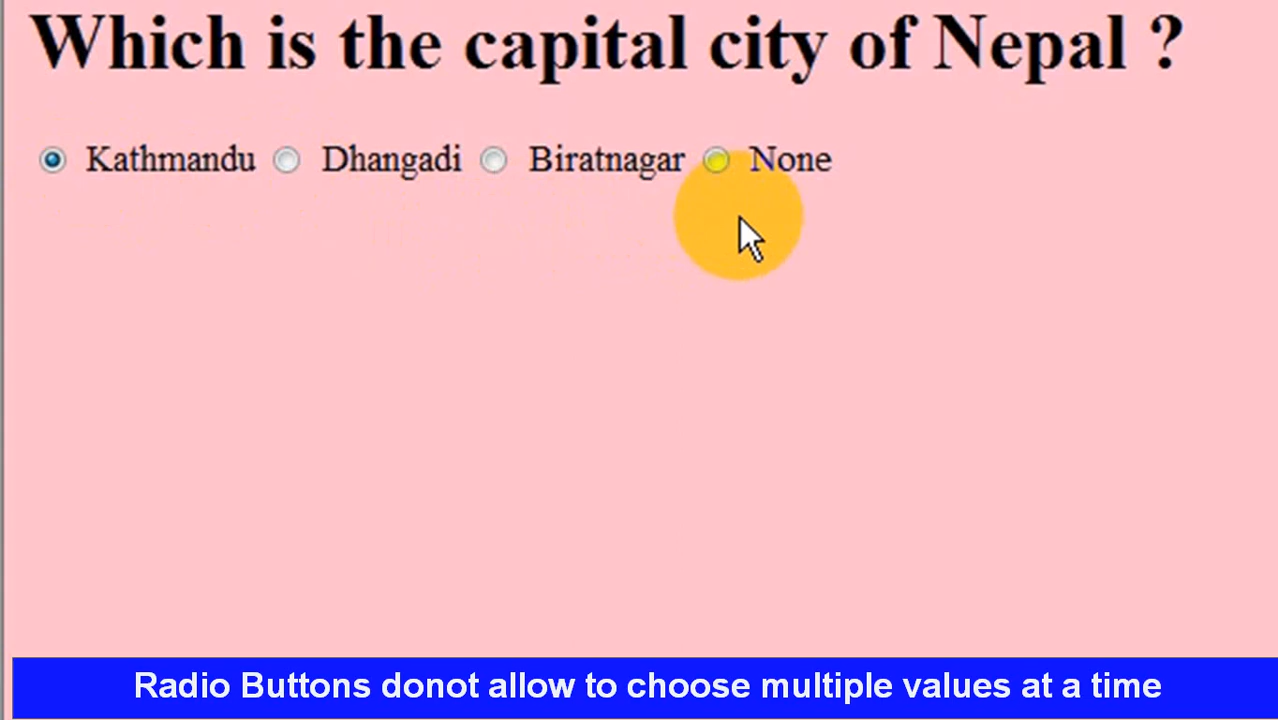 Which is the capital city of Nepal ?
Kathmandu Dhangadi Biratnagar None
Radio Buttons donot allow to choose multiple values at a time